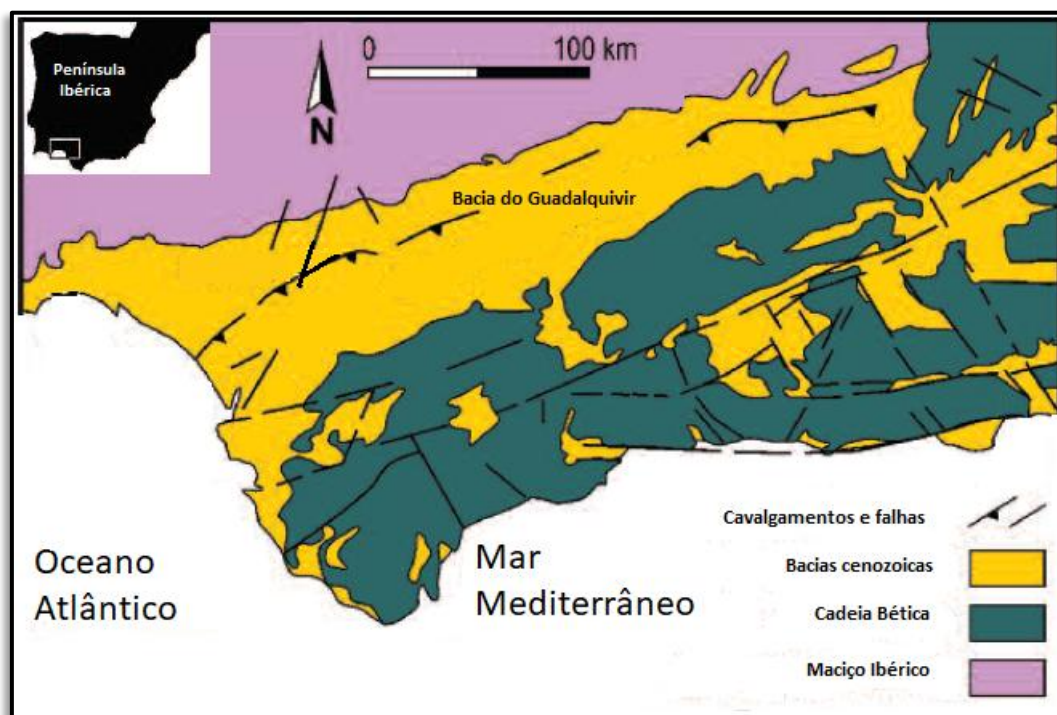 Península
Ibérica
0 100 km
N
Bacia do Guadalquivir
Oceano
Atlântico
Mar
Mediterrâneo
Cavalgamentos e falhas
Bacias cenozoicas
Cadeia Bética
Maciço Ibérico